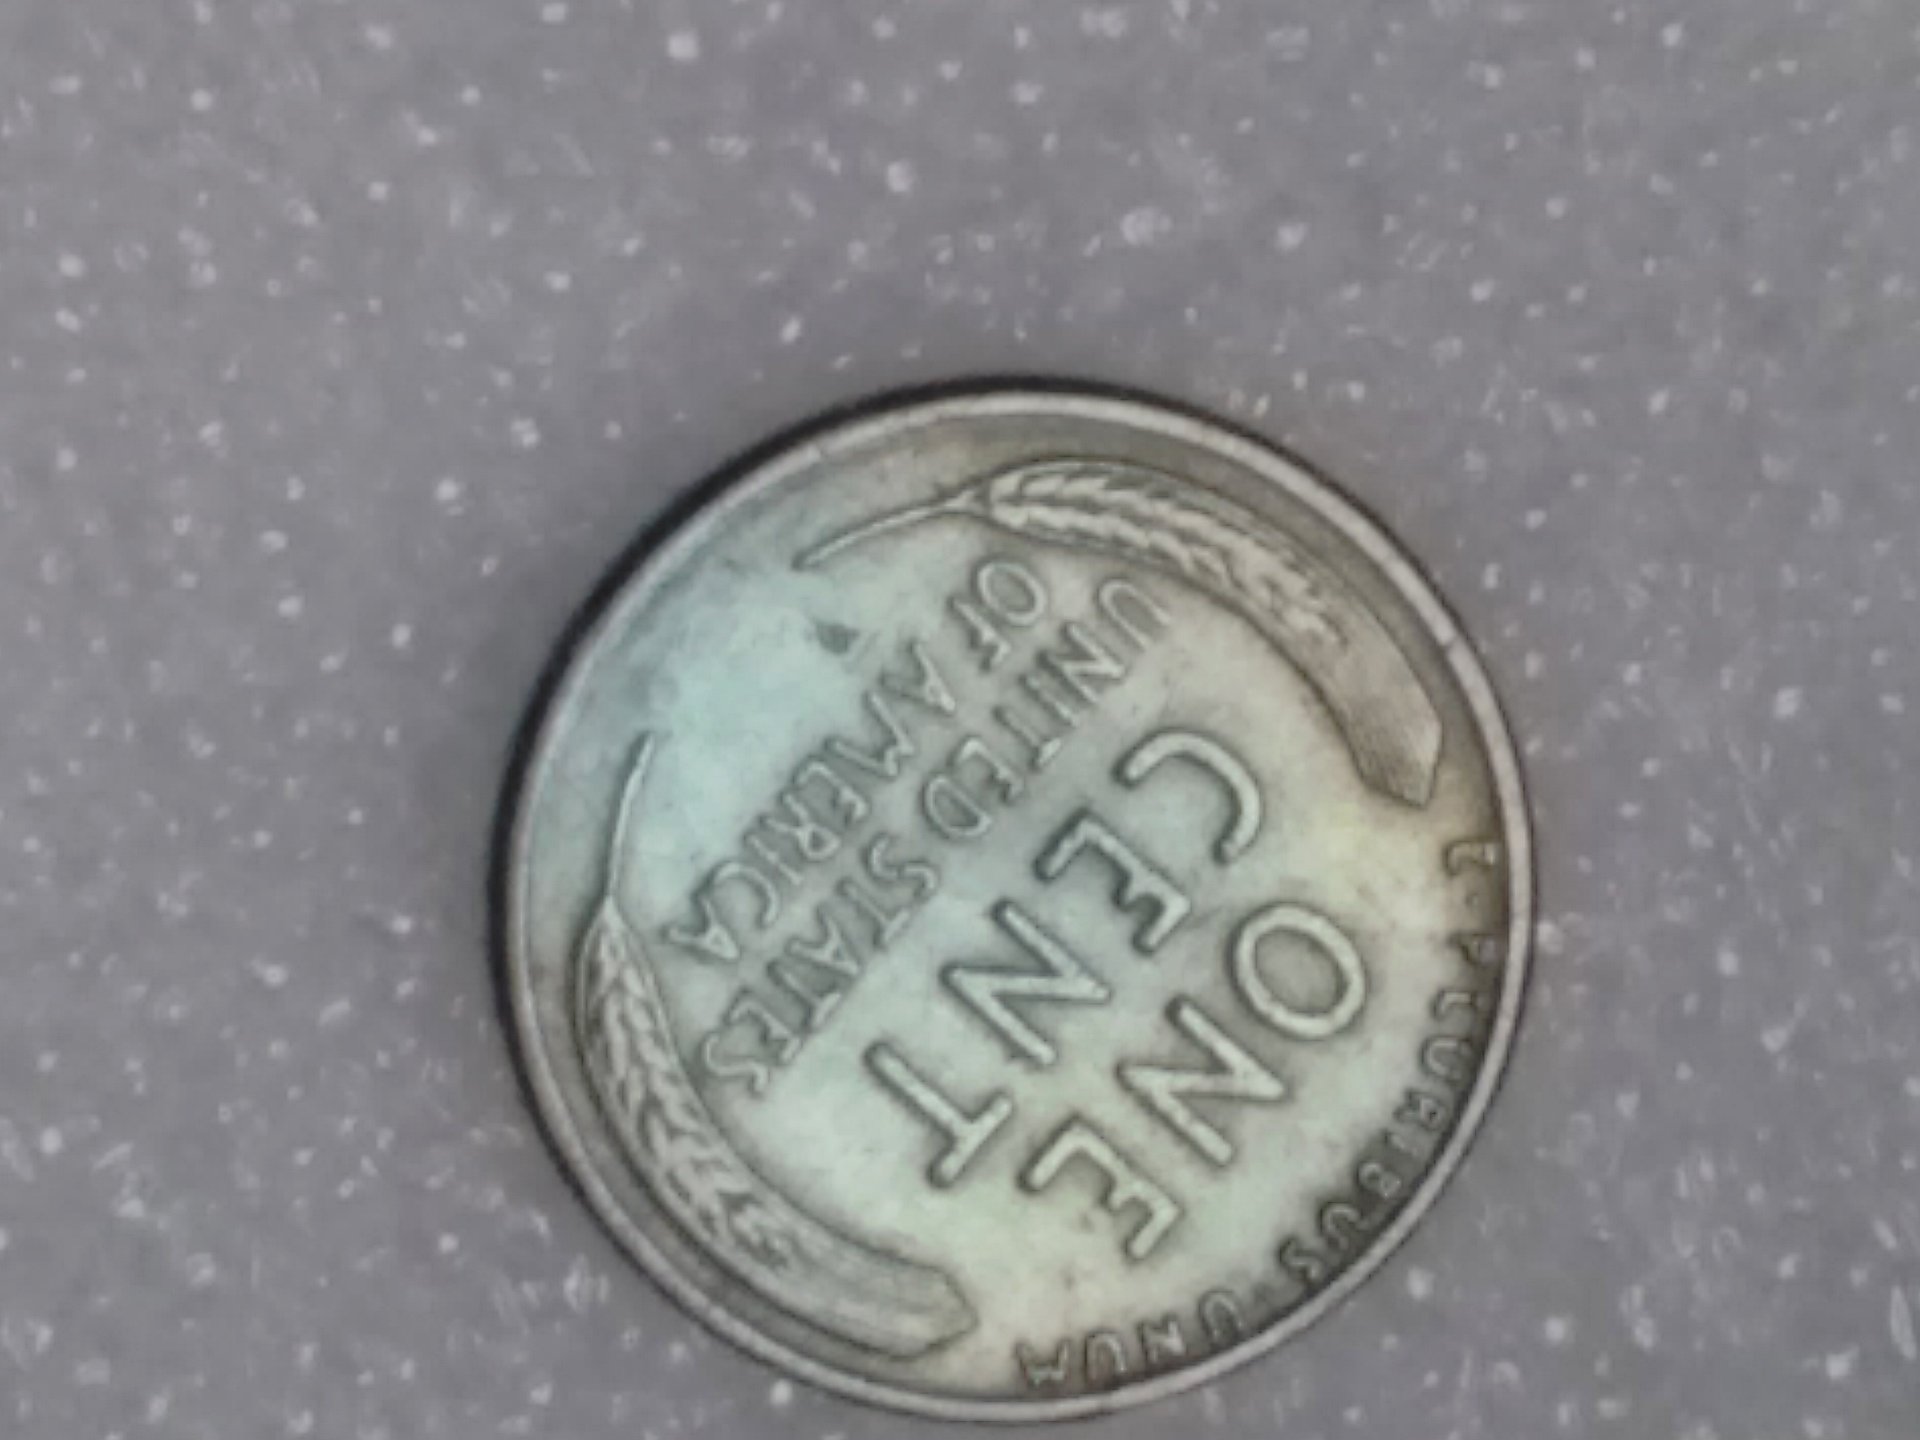 E·PLURIBUS·UNUM
ONE
CENT
UNITED STATES
OF AMERICA